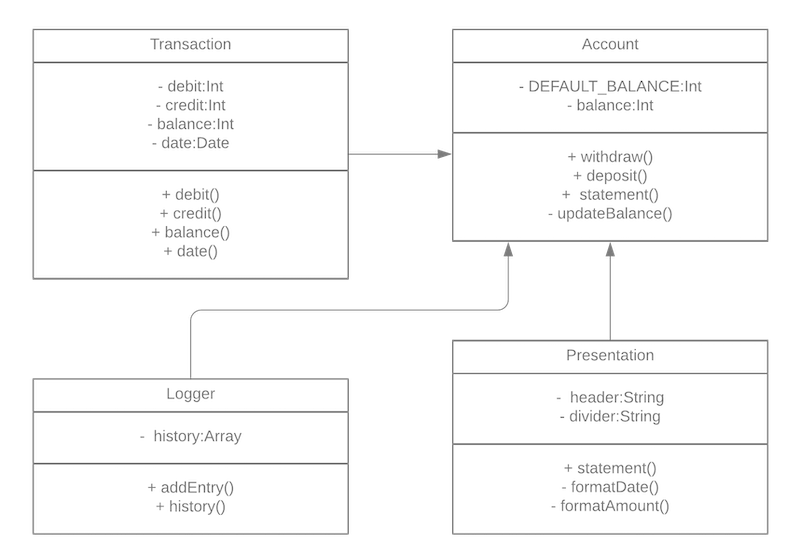 Transaction
- debit:Int
- credit:Int
- balance:Int
- date:Date
+ debit()
+ credit()
+ balance()
+ date()
Account
- DEFAULT_BALANCE:Int
- balance:Int
+ withdraw()
+ deposit()
+ statement()
- updateBalance()
Logger
- history:Array
+ addEntry()
+ history()
Presentation
- header:String
- divider:String
+ statement()
- formatDate()
- formatAmount()